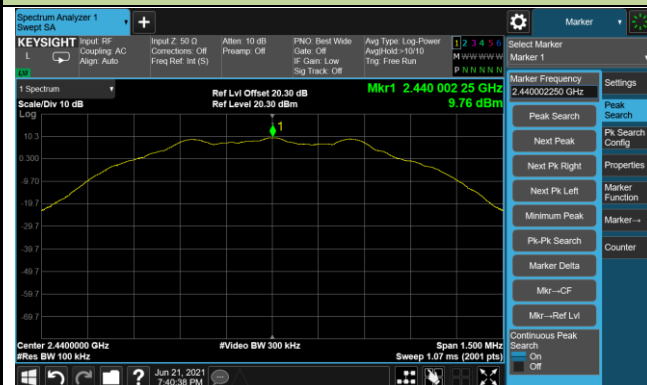 Spectrum Analyzer 1
Swept SA
+
Marker
KEYSIGHT
L
Input: RF
Coupling: AC
Align: Auto
Input Z: 50 Ω
Corrections: Off
Freq Ref: Int (S)
Atten: 10 dB
Preamp: Off
PNO: Best Wide
Gate: Off
IF Gain: Low
Sig Track: Off
Avg Type: Log-Power
Avg|Hold:>10/10
Trig: Free Run
1 2 3 4 5 6
M W W W W W
P N N N N N
Select Marker
Marker 1
1 Spectrum
Scale/Div 10 dB
Log
Ref Lvl Offset 20.30 dB
Ref Level 20.30 dBm
Mkr1 2.440 002 25 GHz
9.76 dBm
1
10.3
0.300
-9.70
-19.7
-29.7
-39.7
-49.7
-59.7
-69.7
Center 2.4400000 GHz
#Res BW 100 kHz
#Video BW 300 kHz
Span 1.500 MHz
Sweep 1.07 ms (2001 pts)
Marker Frequency
2.440002250 GHz
Peak Search
Next Peak
Next Pk Right
Next Pk Left
Minimum Peak
Pk-Pk Search
Marker Delta
Mkr→CF
Mkr→Ref Lvl
Continuous Peak
Search
On
Off
Settings
Peak
Search
Pk Search
Config
Properties
Marker
Function
Marker→
Counter
?
Jun 21, 2021
7:40:38 PM